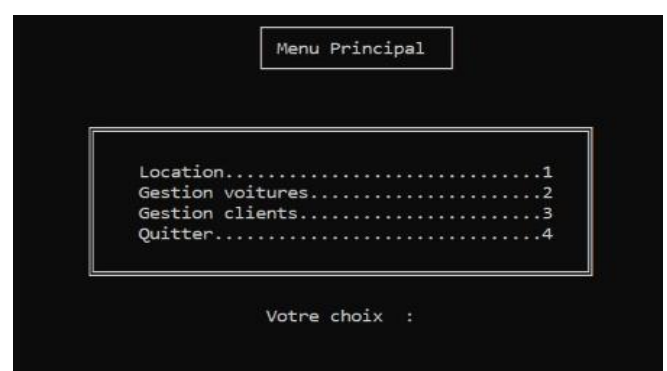 Menu Principal
Location..............................1
Gestion voitures......................2
Gestion clients.......................3
Quitter...............................4
Votre choix  :